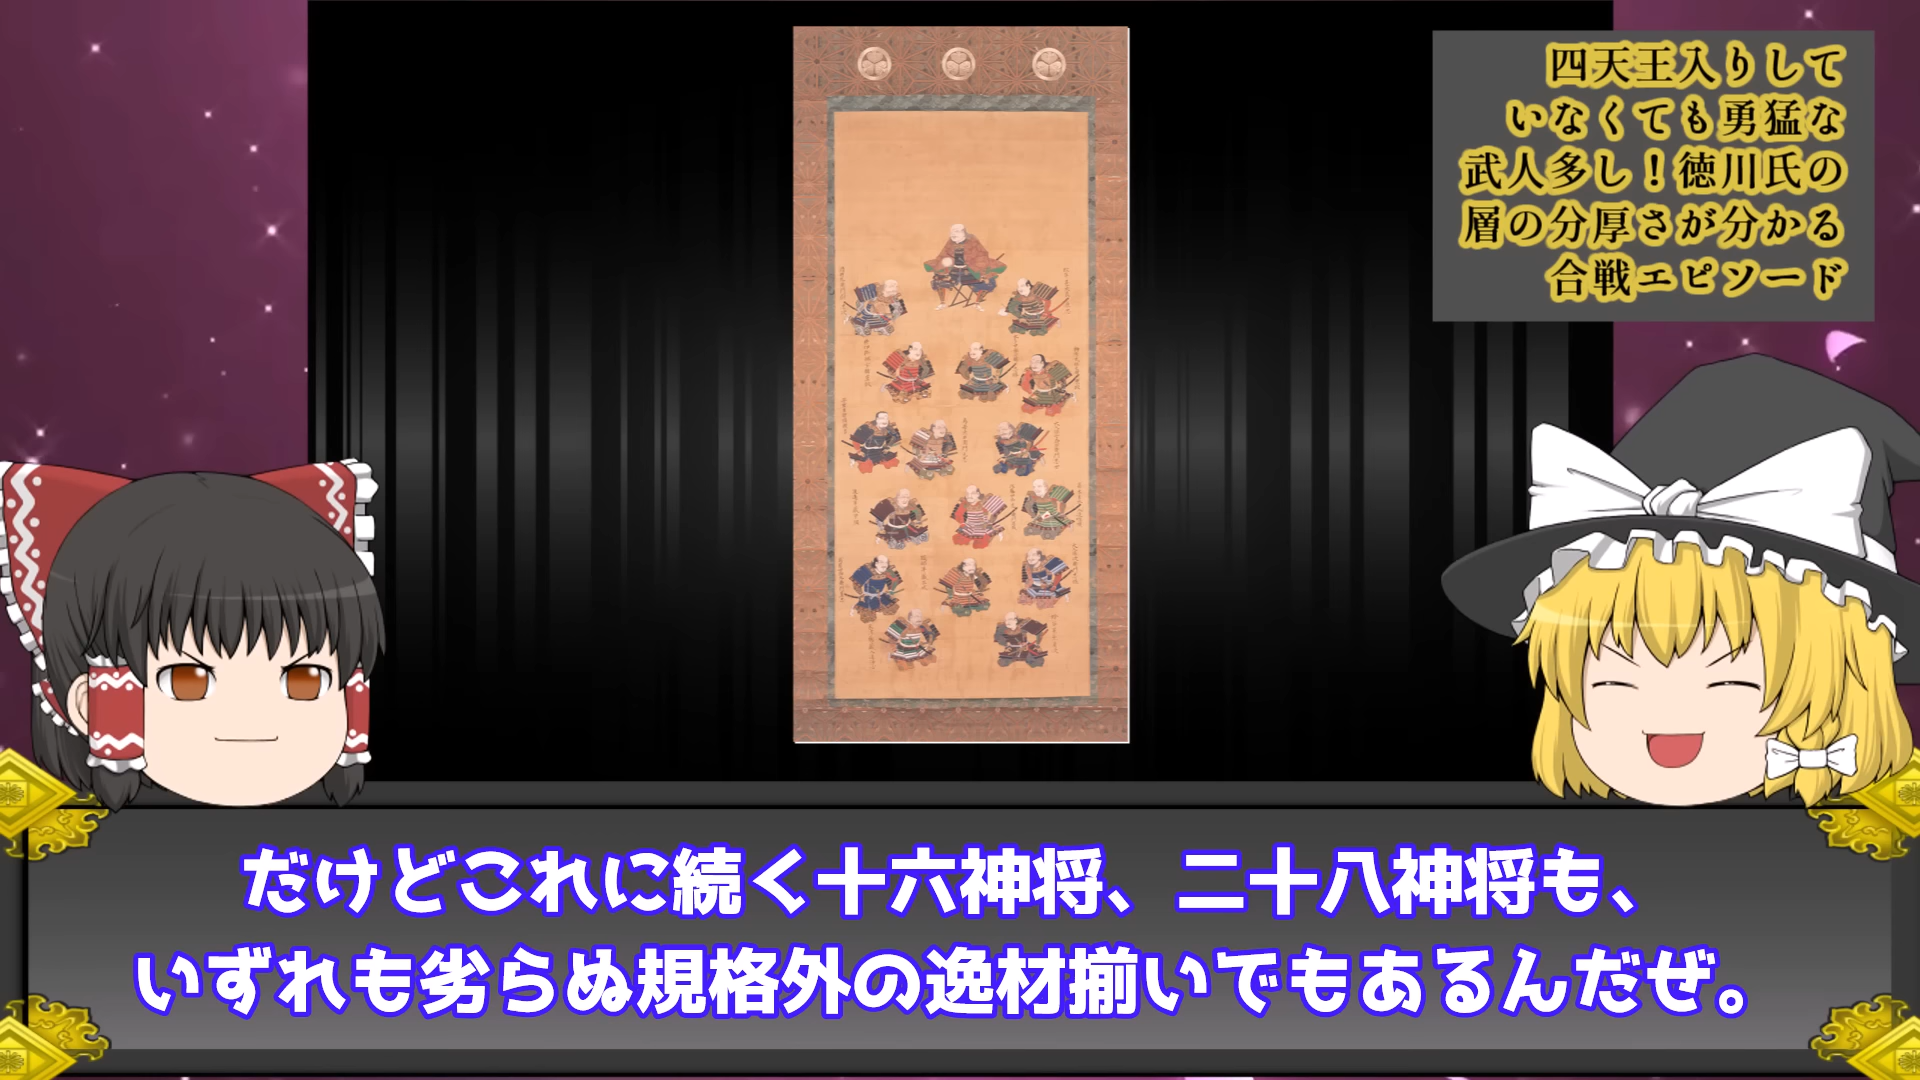 四天王入りして
いなくても勇猛な
武人多し！徳川氏の
層の分厚さが分かる
合戦エピソード
だけどこれに続く十六神将、二十八神将も、
いずれも劣らぬ規格外の逸材揃いでもあるんだぜ。